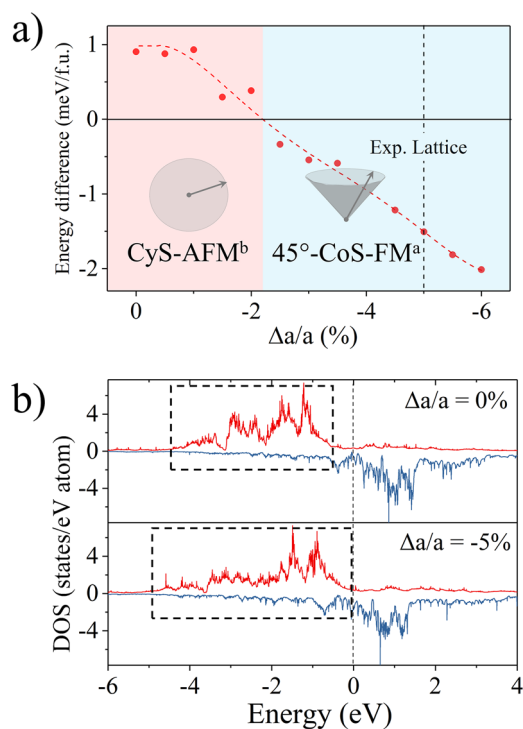 a)
Energy difference (meV/f.u.)
1
0
-1
-2
Exp. Lattice
CyS-AFMᵇ
45°-CoS-FMᵃ
0
-2
-4
-6
Δa/a (%)
b)
DOS (states/eV atom)
4
0
-4
Δa/a = 0%
4
0
-4
Δa/a = -5%
-6
-4
-2
0
2
4
Energy (eV)